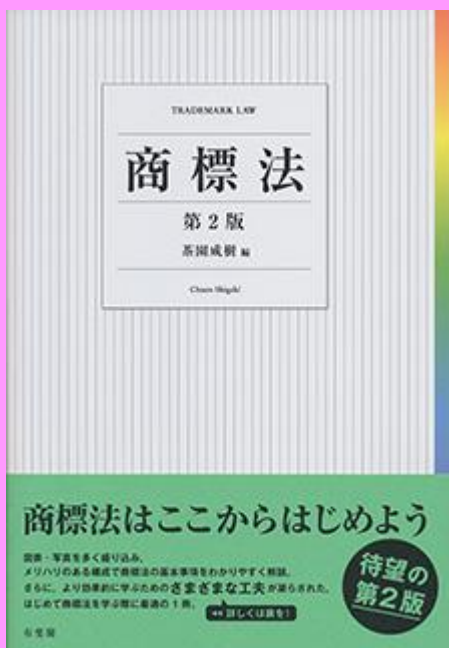 TRADEMARK LAW
商標法
第2版
茶園成樹 編
Chaen Shigeki
商標法はここからはじめよう
図表・写真を多く盛り込み、
メリハリのある構成で商標法の基本事項をわかりやすく解説。
さらに、より効果的に学ぶためのさまざまな工夫が凝らされた、
はじめて商標法を学ぶ際に最適の1冊。
詳しくは裏を!
待望の
第2版
有斐閣